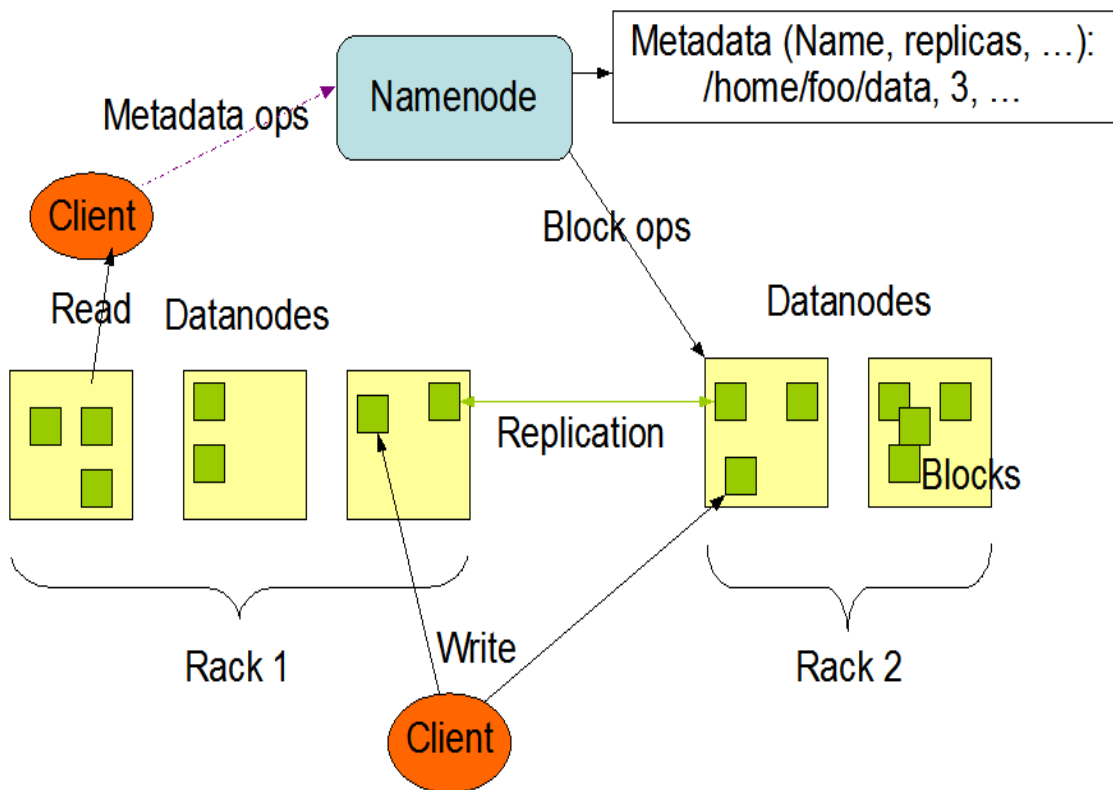 Metadata (Name, replicas, …):
/home/foo/data, 3, …
Namenode
Metadata ops
Client
Block ops
Read
Datanodes
Datanodes
Replication
Blocks
Rack 1
Write
Rack 2
Client